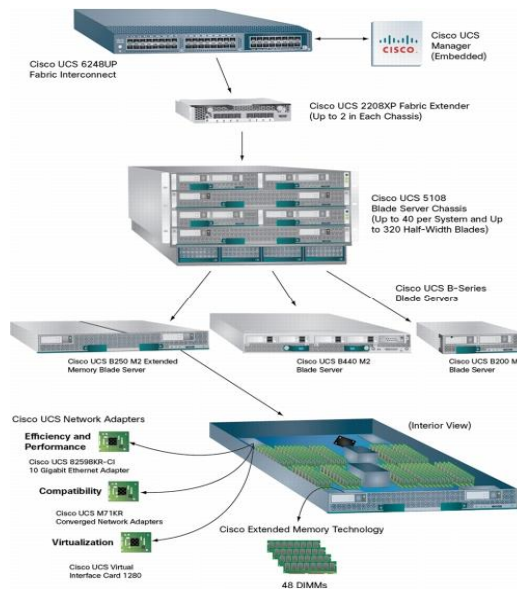 Cisco UCS 6248UP
Fabric Interconnect
CISCO.
Cisco UCS
Manager
(Embedded)
Cisco UCS 2208XP Fabric Extender
(Up to 2 in Each Chassis)
Cisco UCS 5108
Blade Server Chassis
(Up to 40 per System and Up
to 320 Half-Width Blades)
Cisco UCS B-Series
Blade Servers
Cisco UCS B250 M2 Extended
Memory Blade Server
Cisco UCS B440 M2
Blade Server
Cisco UCS B200 M
Blade Server
Cisco UCS Network Adapters
Efficiency and
Performance
Cisco UCS 82598KR-CI
10 Gigabit Ethernet Adapter
Compatibility
Cisco UCS M71KR
Converged Network Adapters
Virtualization
Cisco UCS Virtual
Interface Card 1280
(Interior View)
Cisco Extended Memory Technology
48 DIMMs